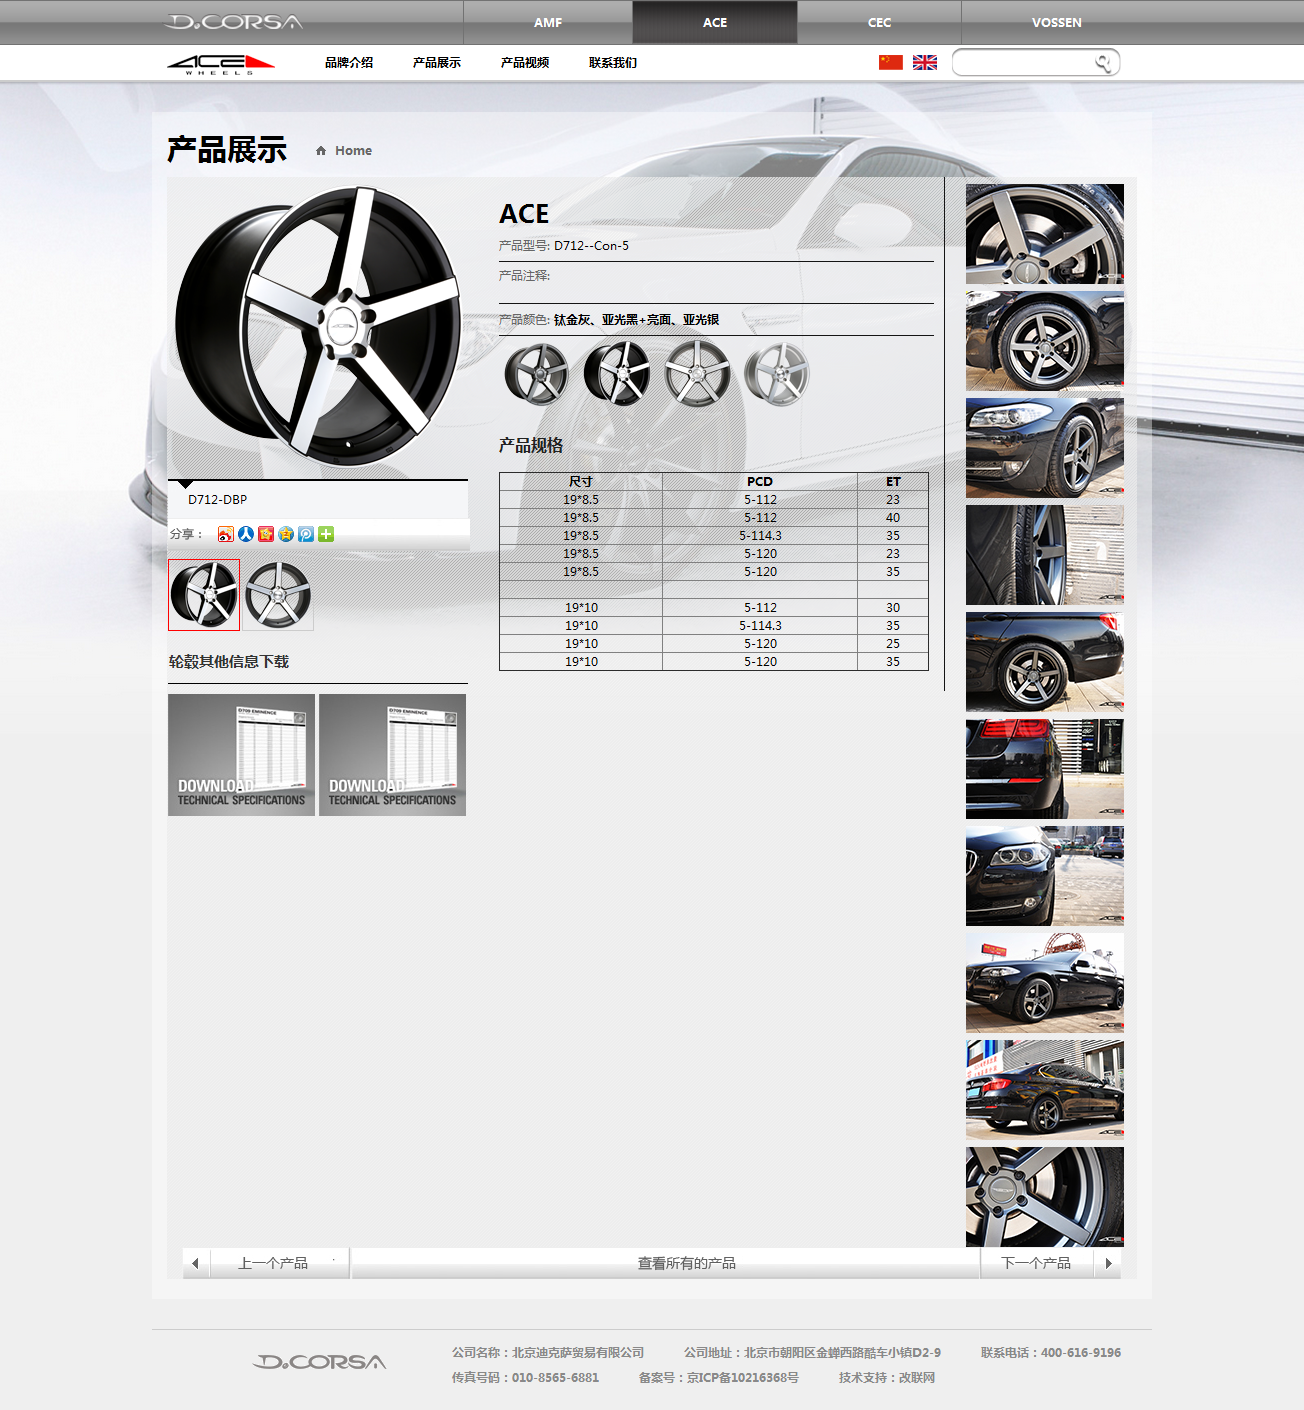 D.CORSA AMF ACE CEC VOSSEN
ACE WHEELS 品牌介绍 产品展示 产品视频 联系我们
产品展示 Home
ACE
产品型号: D712--Con-5
产品注释:
产品颜色: 钛金灰、亚光黑+亮面、亚光银
产品规格
尺寸 PCD ET
19*8.5 5-112 23
19*8.5 5-112 40
19*8.5 5-114.3 35
19*8.5 5-120 23
19*8.5 5-120 35
19*10 5-112 30
19*10 5-114.3 35
19*10 5-120 25
19*10 5-120 35
D712-DBP
分享：
轮毂其他信息下载
D709 EMINENCE
DOWNLOAD
TECHNICAL SPECIFICATIONS
D709 EMINENCE
DOWNLOAD
TECHNICAL SPECIFICATIONS
上一个产品 查看所有的产品 下一个产品
D.CORSA
公司名称：北京迪克萨贸易有限公司 公司地址：北京市朝阳区金蝉西路酷车小镇D2-9 联系电话：400-616-9196
传真号码：010-8565-6881 备案号：京ICP备10216368号 技术支持：改联网